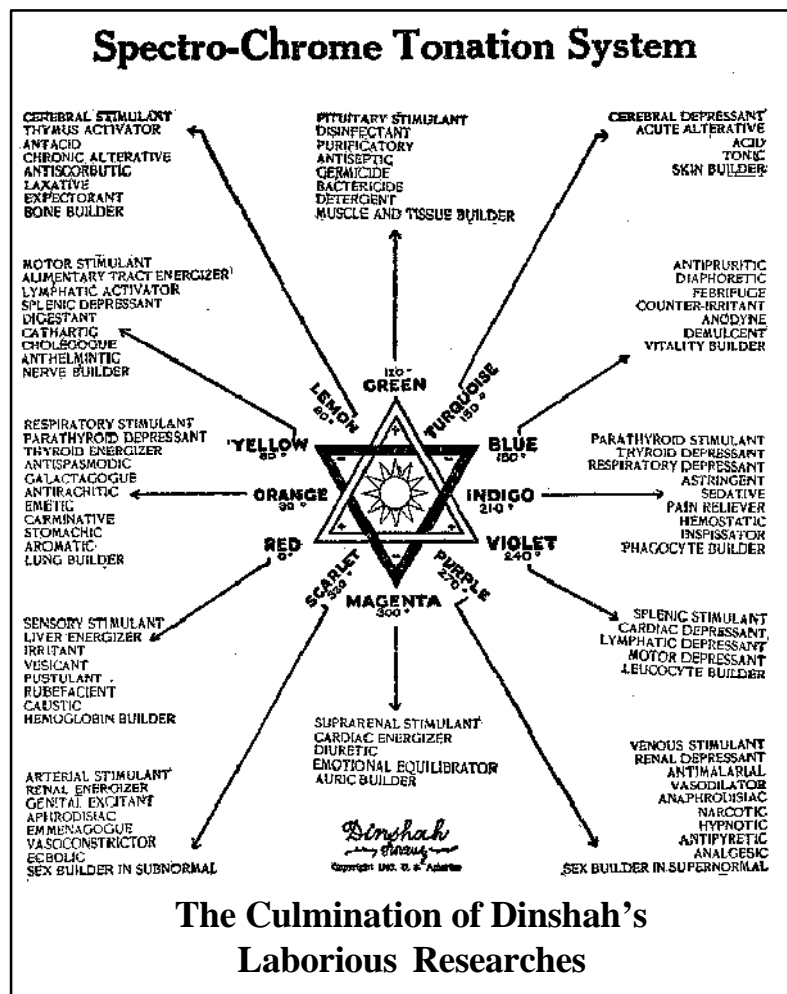 Spectro-Chrome Tonation System
CEREBRAL STIMULANT
THYMUS ACTIVATOR
ANTACID
CHRONIC ALTERATIVE
ANTISCORBUTIC
LAXATIVE
EXPECTORANT
BONE BUILDER
PITUITARY STIMULANT
DISINFECTANT
PURIFICATORY
ANTISEPTIC
GERMICIDE
BACTERICIDE
DETERGENT
MUSCLE AND TISSUE BUILDER
CEREBRAL DEPRESSANT
ACUTE ALTERATIVE
ACID
TONIC
SKIN BUILDER
MOTOR STIMULANT
ALIMENTARY TRACT ENERGIZER
LYMPHATIC ACTIVATOR
SPLENIC DEPRESSANT
DIGESTANT
CATHARTIC
CHOLEGOGUE
ANTHELMINTIC
NERVE BUILDER
ANTIPRURITIC
DIAPHORETIC
FEBRIFUGE
COUNTER-IRRITANT
ANODYNE
DEMULCENT
VITALITY BUILDER
120°
GREEN
LEMON
TURQUOISE
150°
YELLOW
BLUE
ORANGE
INDIGO
210°
RED
0°
VIOLET
240°
SCARLET
PURPLE
270°
MAGENTA
300°
RESPIRATORY STIMULANT
PARATHYROID DEPRESSANT
THYROID ENERGIZER
ANTISPASMODIC
GALACTAGOGUE
ANTIRACHITIC
EMETIC
CARMINATIVE
STOMACHIC
AROMATIC
LUNG BUILDER
PARATHYROID STIMULANT
THYROID DEPRESSANT
RESPIRATORY DEPRESSANT
ASTRINGENT
SEDATIVE
PAIN RELIEVER
HEMOSTATIC
INSPISSATOR
PHAGOCYTE BUILDER
SENSORY STIMULANT
LIVER ENERGIZER
IRRITANT
VESICANT
PUSTULANT
RUBEFACIENT
CAUSTIC
HEMOGLOBIN BUILDER
SPLENIC STIMULANT
CARDIAC DEPRESSANT
LYMPHATIC DEPRESSANT
MOTOR DEPRESSANT
LEUCOCYTE BUILDER
SUPRARENAL STIMULANT
CARDIAC ENERGIZER
DIURETIC
EMOTIONAL EQUILIBRATOR
AURIC BUILDER
ARTERIAL STIMULANT
RENAL ENERGIZER
GENITAL EXCITANT
APHRODISIAC
EMMENAGOGUE
VASOCONSTRICTOR
ECBOLIC
SEX BUILDER IN SUBNORMAL
VENOUS STIMULANT
RENAL DEPRESSANT
ANTIMALARIAL
VASODILATOR
ANAPHRODISIAC
NARCOTIC
HYPNOTIC
ANTIPYRETIC
ANALGESIC
SEX BUILDER IN SUPERNORMAL
Dinshah
Copyright
The Culmination of Dinshah's
Laborious Researches